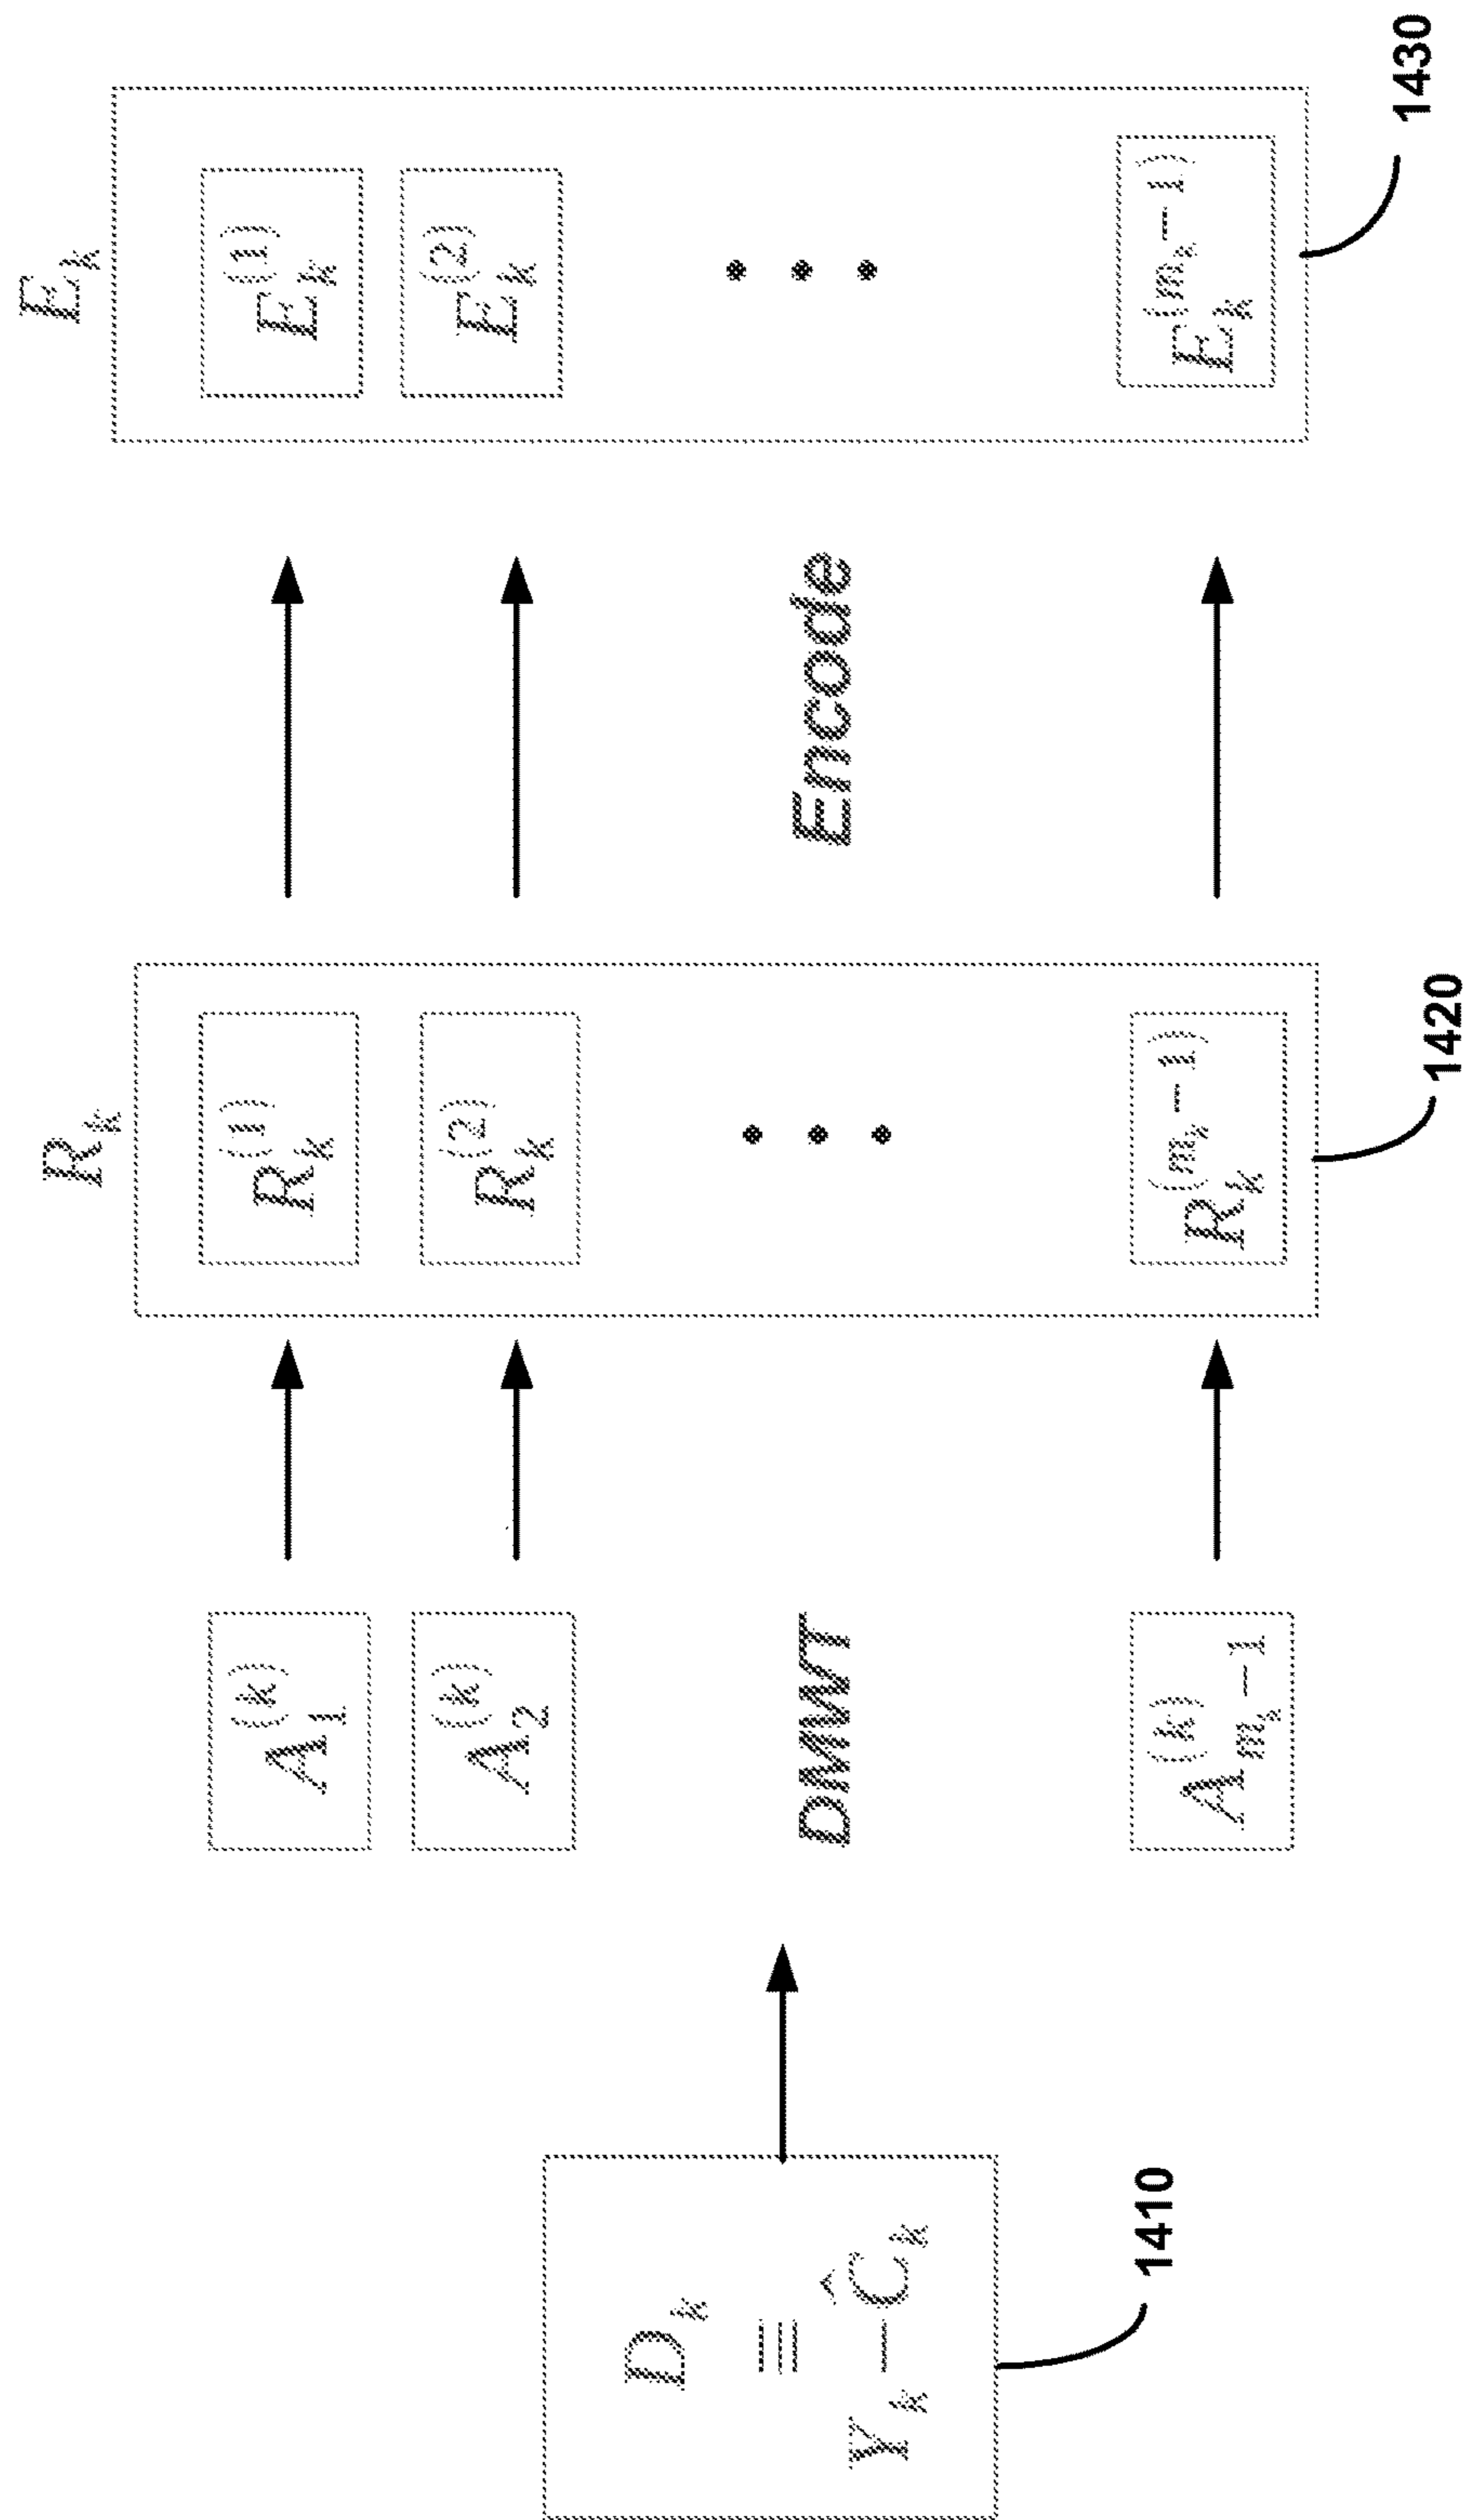 D_k
≡
Y_k − Ĉ_k
1410
A_1^(k)
A_2^(k)
DMWT
A_{m_k−1}^(k)
R_k
R_k^(1)
R_k^(2)
• • •
R_k^(m_k−1)
1420
Encode
E_k
E_k^(1)
E_k^(2)
• • •
E_k^(m_k−1)
1430